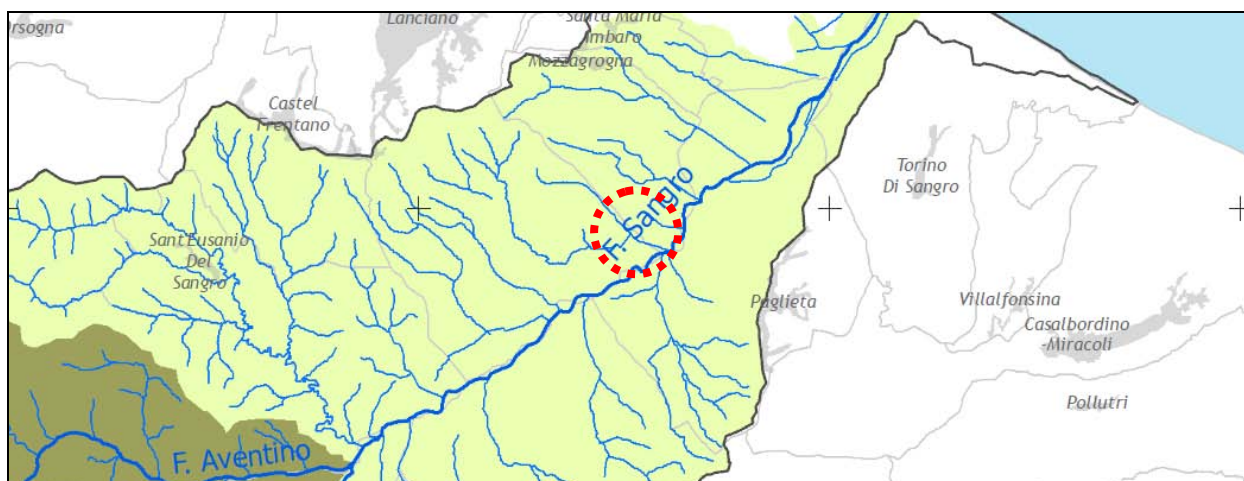 Lanciano
Santa Maria
Imbaro
Mozzagrogna
rsogna
Castel
Frentano
Torino
Di Sangro
F. Sangro
Sant'Eusanio
Del
Sangro
Paglieta
Villalfonsina
Casalbordino
-Miracoli
Pollutri
F. Aventino